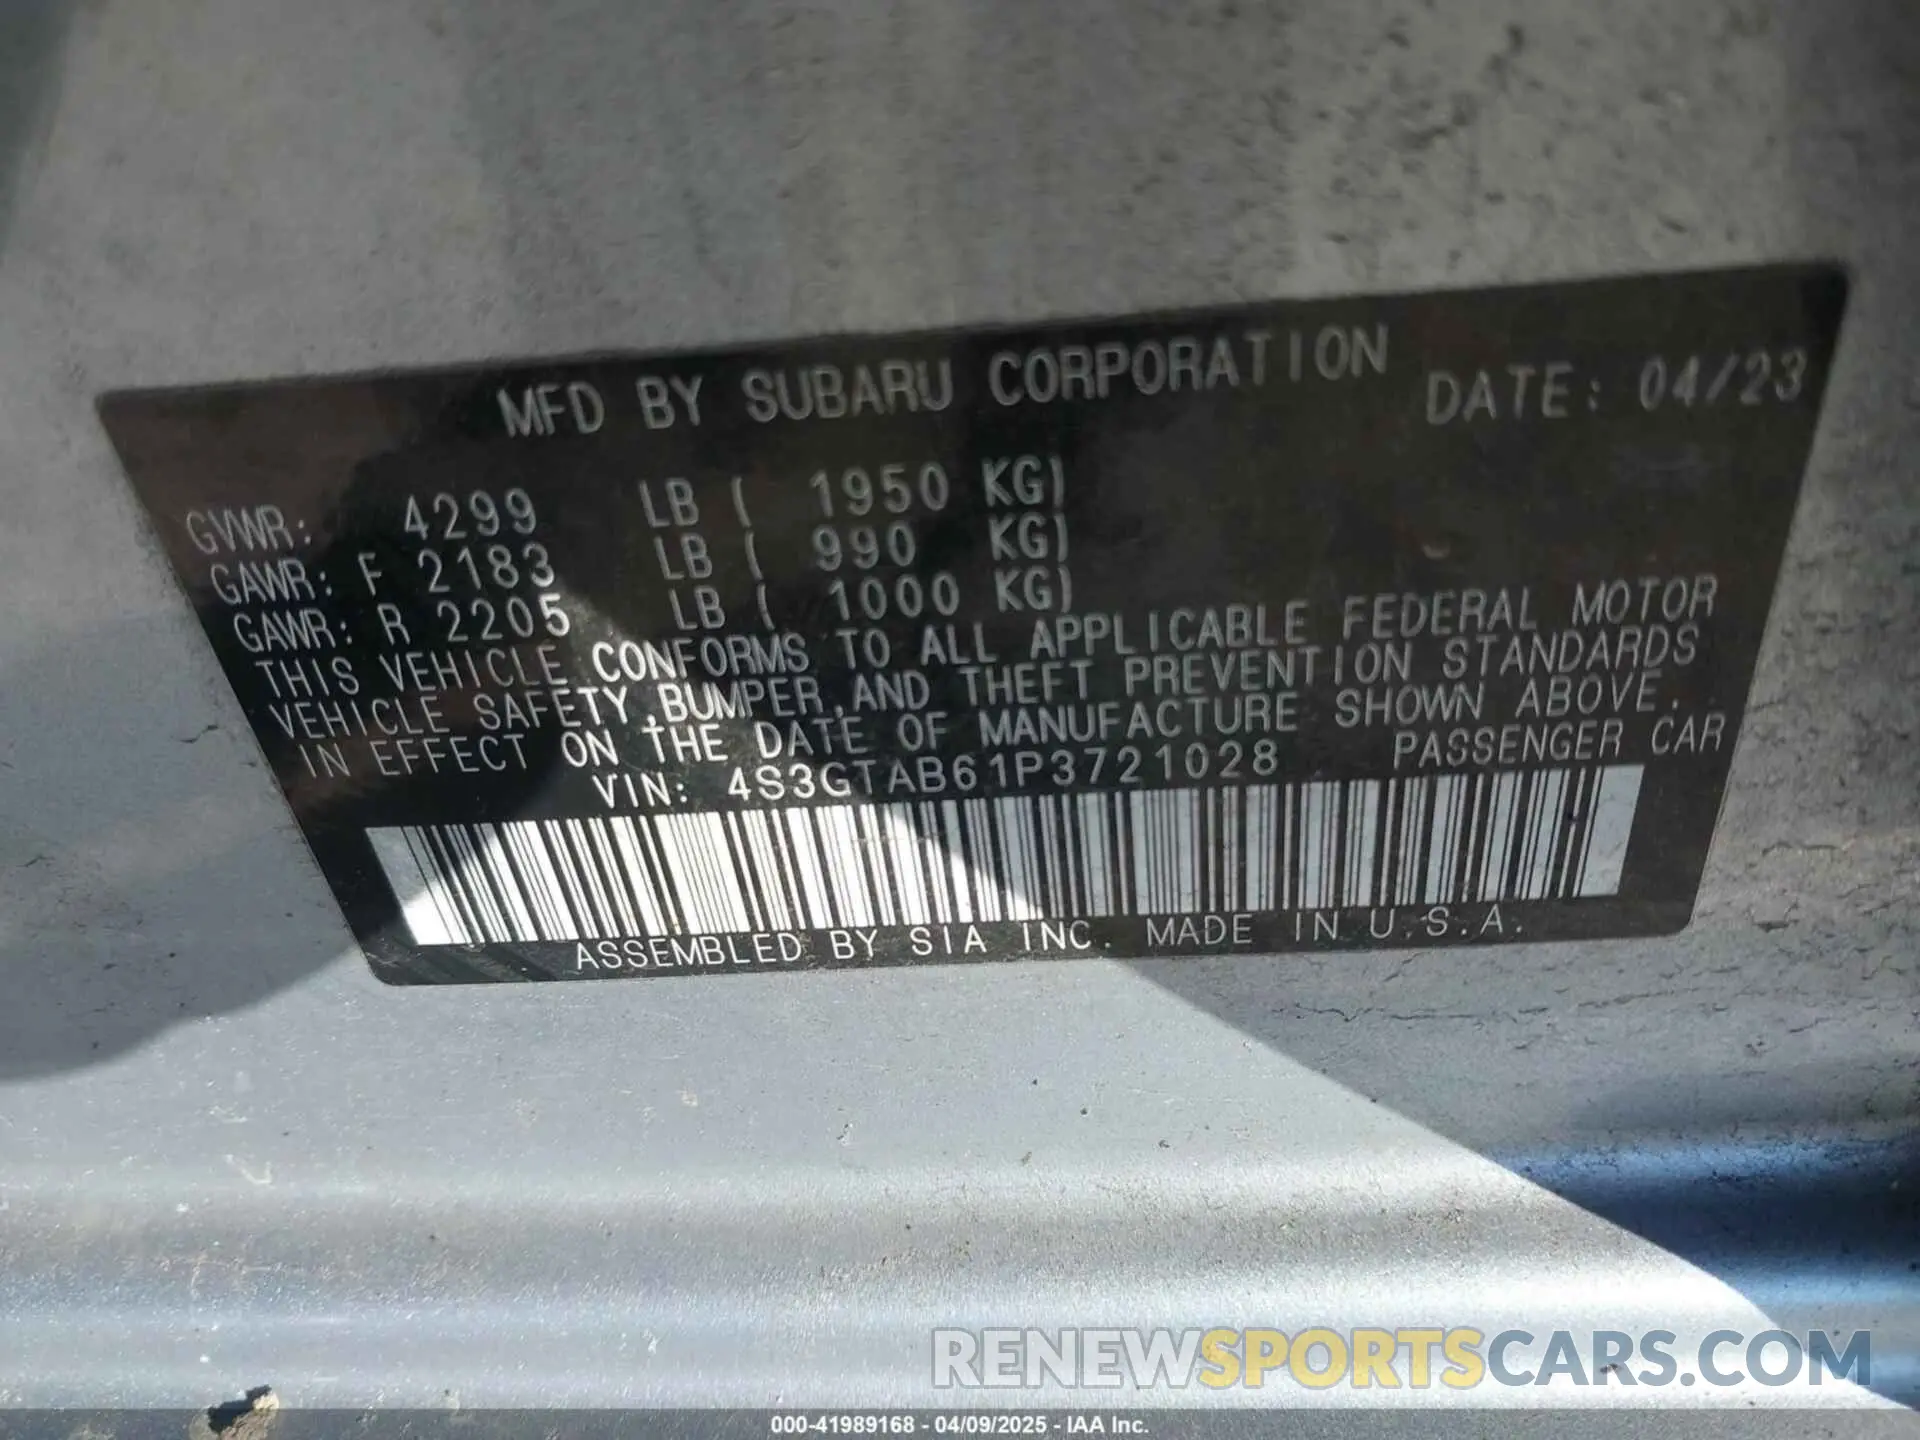 MFD BY SUBARU CORPORATION DATE: 04/23
GVWR: 4299 LB ( 1950 KG)
GAWR: F 2183 LB ( 990 KG)
GAWR: R 2205 LB ( 1000 KG)
THIS VEHICLE CONFORMS TO ALL APPLICABLE FEDERAL MOTOR
VEHICLE SAFETY,BUMPER,AND THEFT PREVENTION STANDARDS
IN EFFECT ON THE DATE OF MANUFACTURE SHOWN ABOVE.
VIN: 4S3GTAB61P3721028 PASSENGER CAR
ASSEMBLED BY SIA INC. MADE IN U.S.A.
RENEWSPORTSCARS.COM
000-41989168 - 04/09/2025 - IAA Inc.